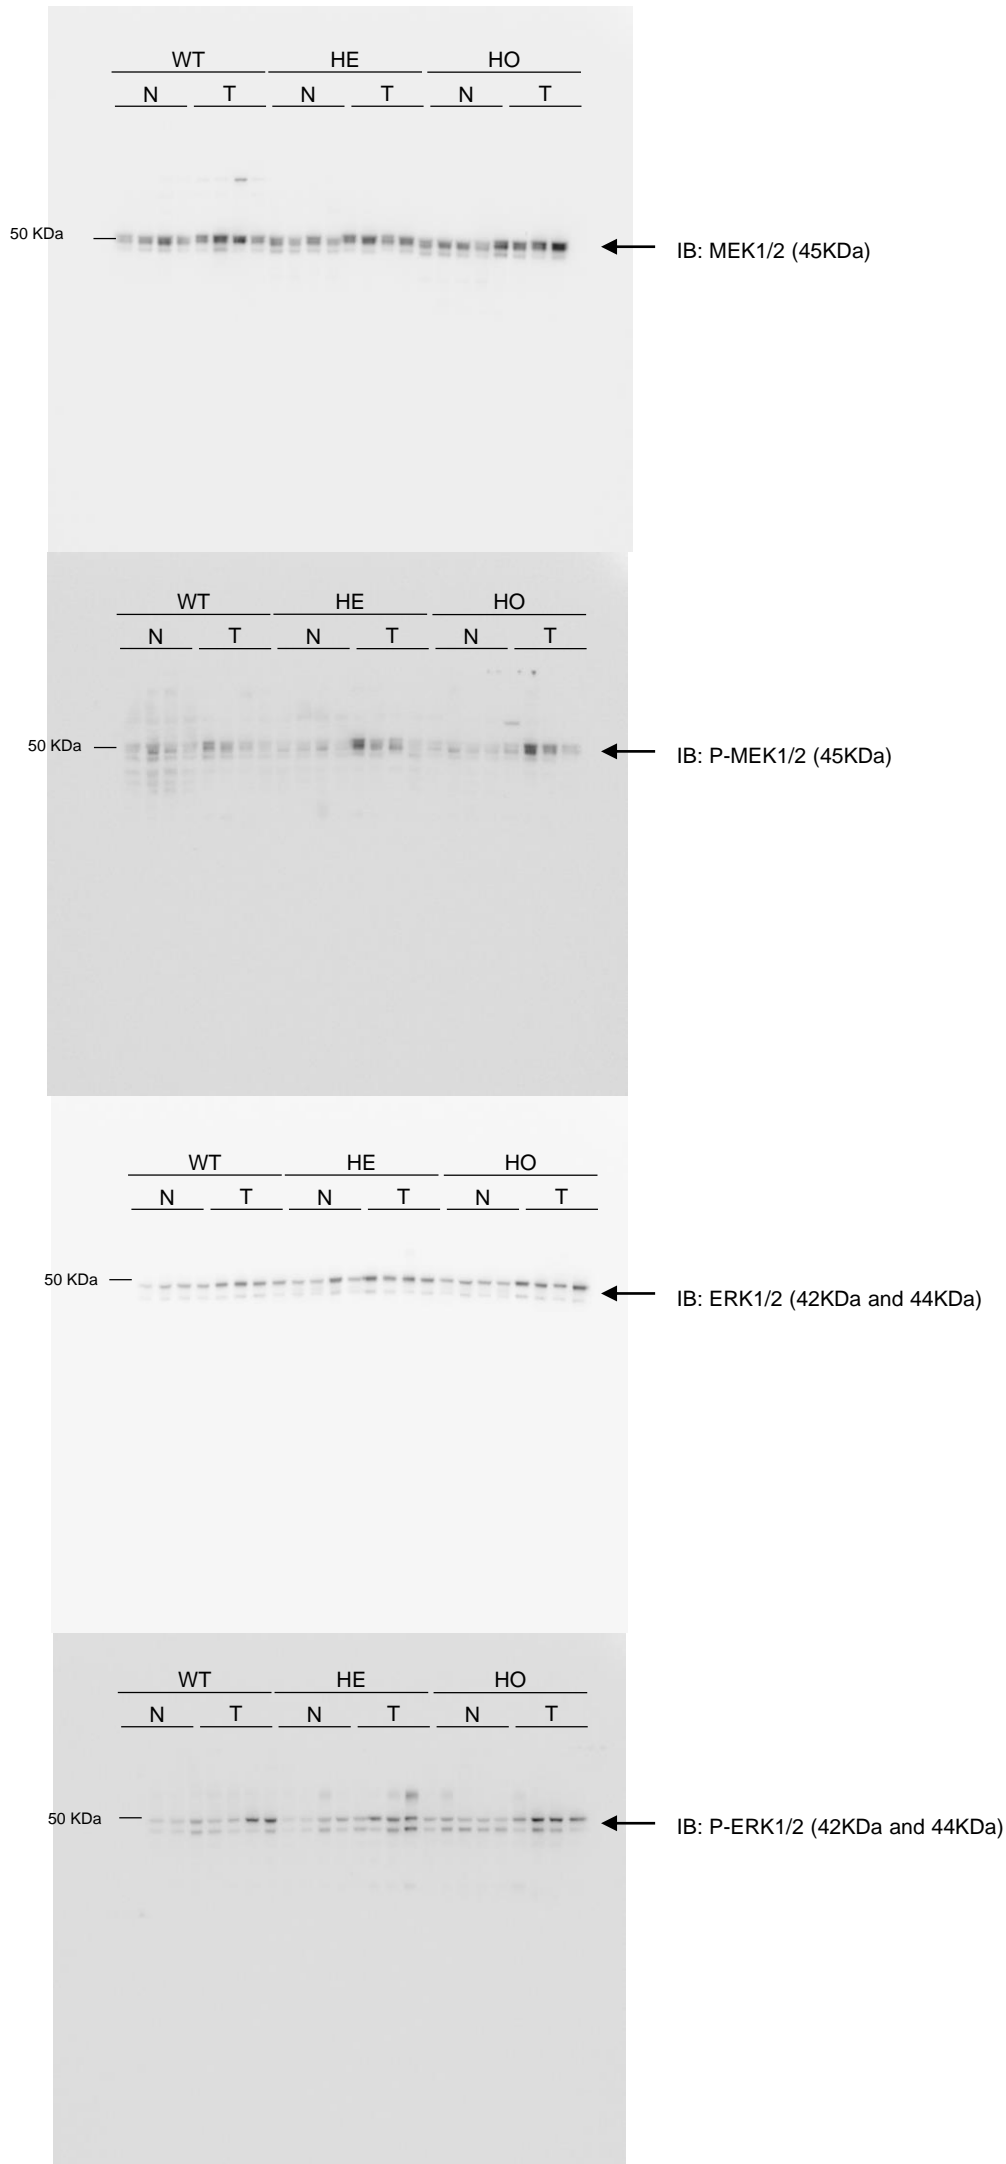 WT HE HO
N T N T N T
50 KDa
IB: MEK1/2 (45KDa)
WT HE HO
N T N T N T
50 KDa
IB: P-MEK1/2 (45KDa)
WT HE HO
N T N T N T
50 KDa
IB: ERK1/2 (42KDa and 44KDa)
WT HE HO
N T N T N T
50 KDa
IB: P-ERK1/2 (42KDa and 44KDa)